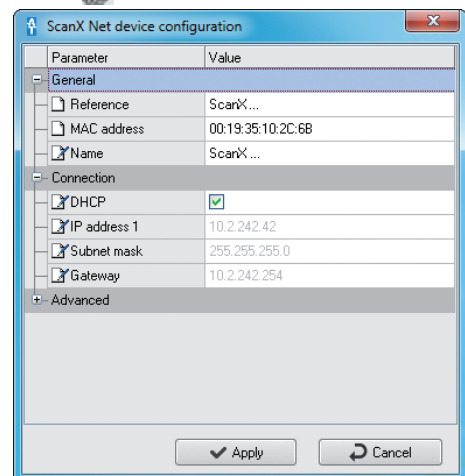 ScanX Net device configuration
Parameter Value
General
Reference ScanX...
MAC address 00:19:35:10:2C:6B
Name ScanX...
Connection
DHCP
IP address 1 10.2.242.42
Subnet mask 255.255.255.0
Gateway 10.2.242.254
Advanced
Apply Cancel